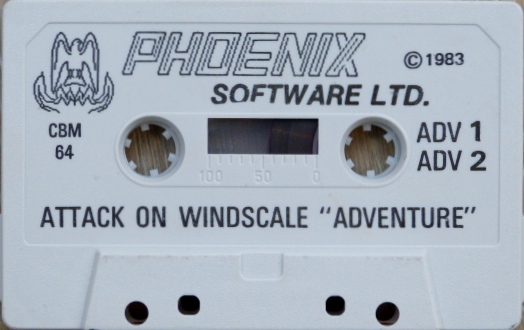 PHOENIX
©1983
SOFTWARE LTD.
CBM
64
ADV 1
ADV 2
100 50 0
ATTACK ON WINDSCALE "ADVENTURE"